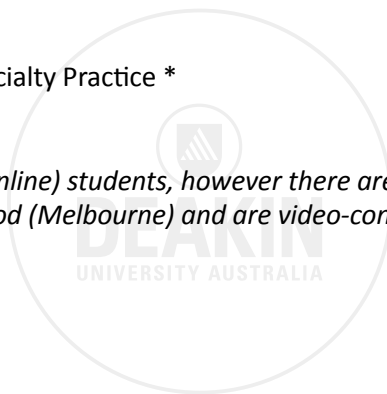 cialty Practice *
nline) students, however there are
od (Melbourne) and are video-con
DEAKIN
UNIVERSITY AUSTRALIA